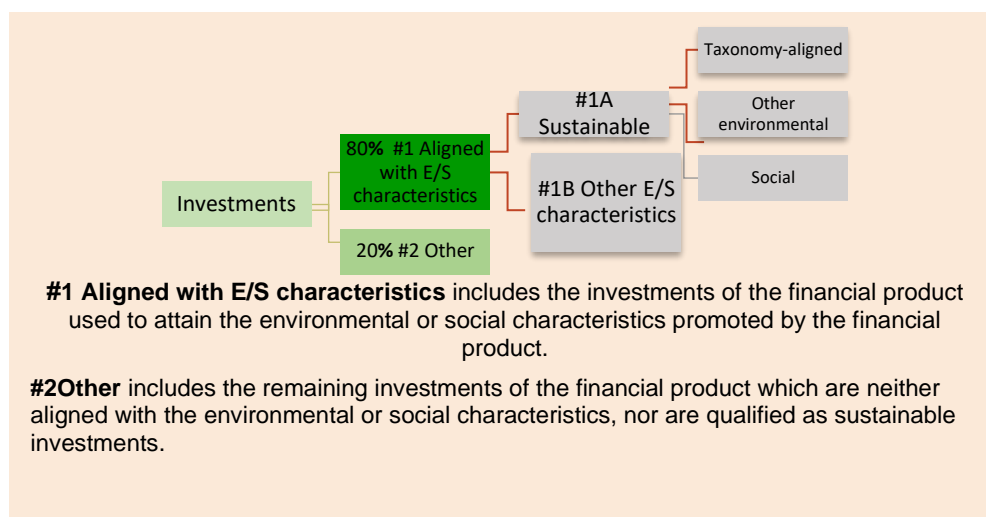 Taxonomy-aligned
#1A
Sustainable
Other
environmental
80% #1 Aligned
with E/S
characteristics
Social
#1B Other E/S
characteristics
Investments
20% #2 Other
#1 Aligned with E/S characteristics includes the investments of the financial product
used to attain the environmental or social characteristics promoted by the financial
product.
#2Other includes the remaining investments of the financial product which are neither
aligned with the environmental or social characteristics, nor are qualified as sustainable
investments.